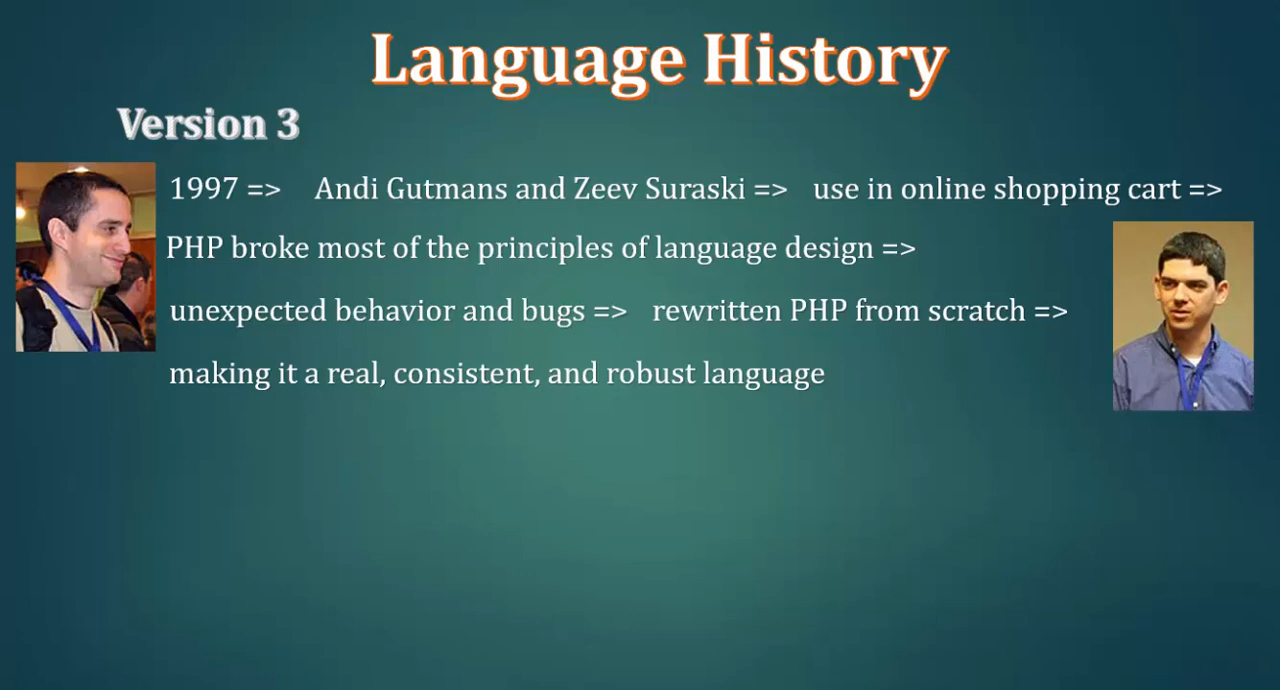 Language History
Version 3
1997 => Andi Gutmans and Zeev Suraski => use in online shopping cart =>
PHP broke most of the principles of language design =>
unexpected behavior and bugs => rewritten PHP from scratch =>
making it a real, consistent, and robust language